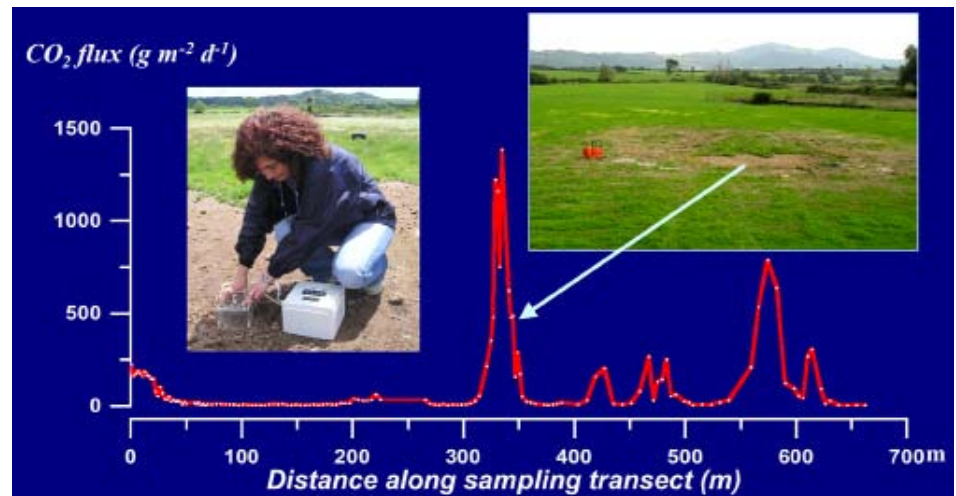 CO₂ flux (g m⁻² d⁻¹)
1500
1000
500
0
0 100 200 300 400 500 600 700m
Distance along sampling transect (m)